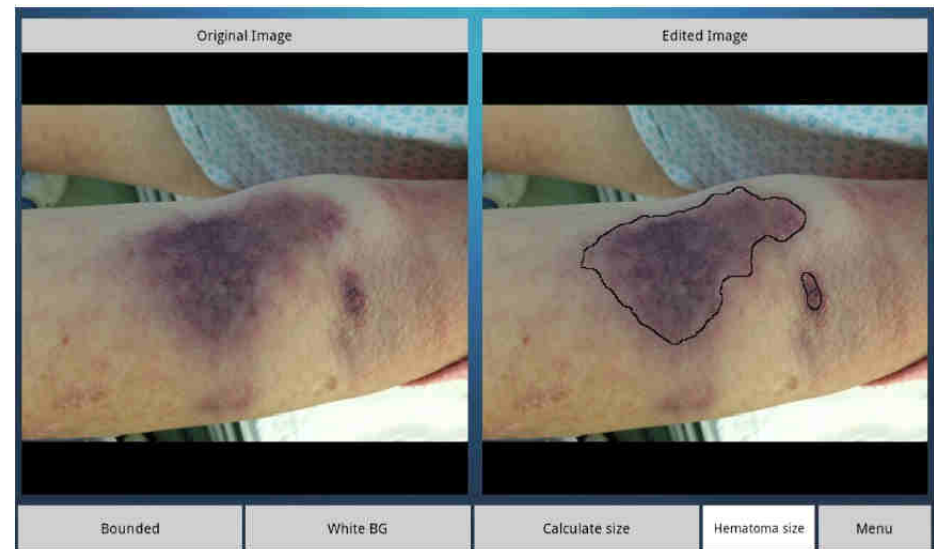 Original Image
Edited Image
Bounded
White BG
Calculate size
Hematoma size
Menu